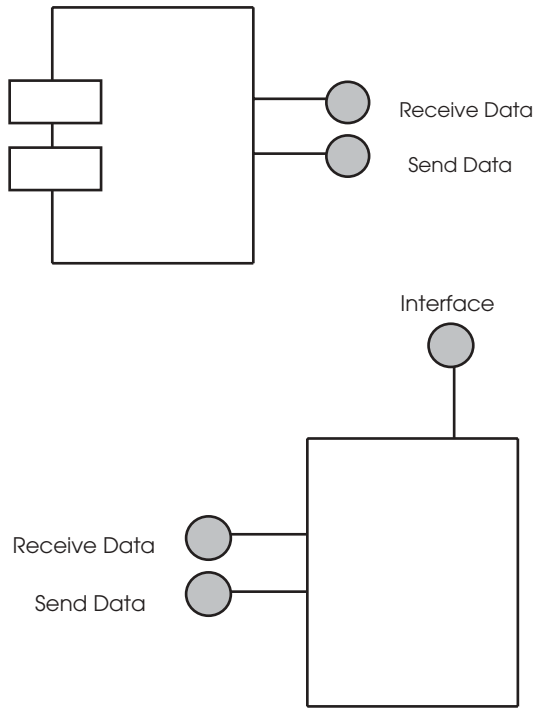 Receive Data
Send Data
Interface
Receive Data
Send Data